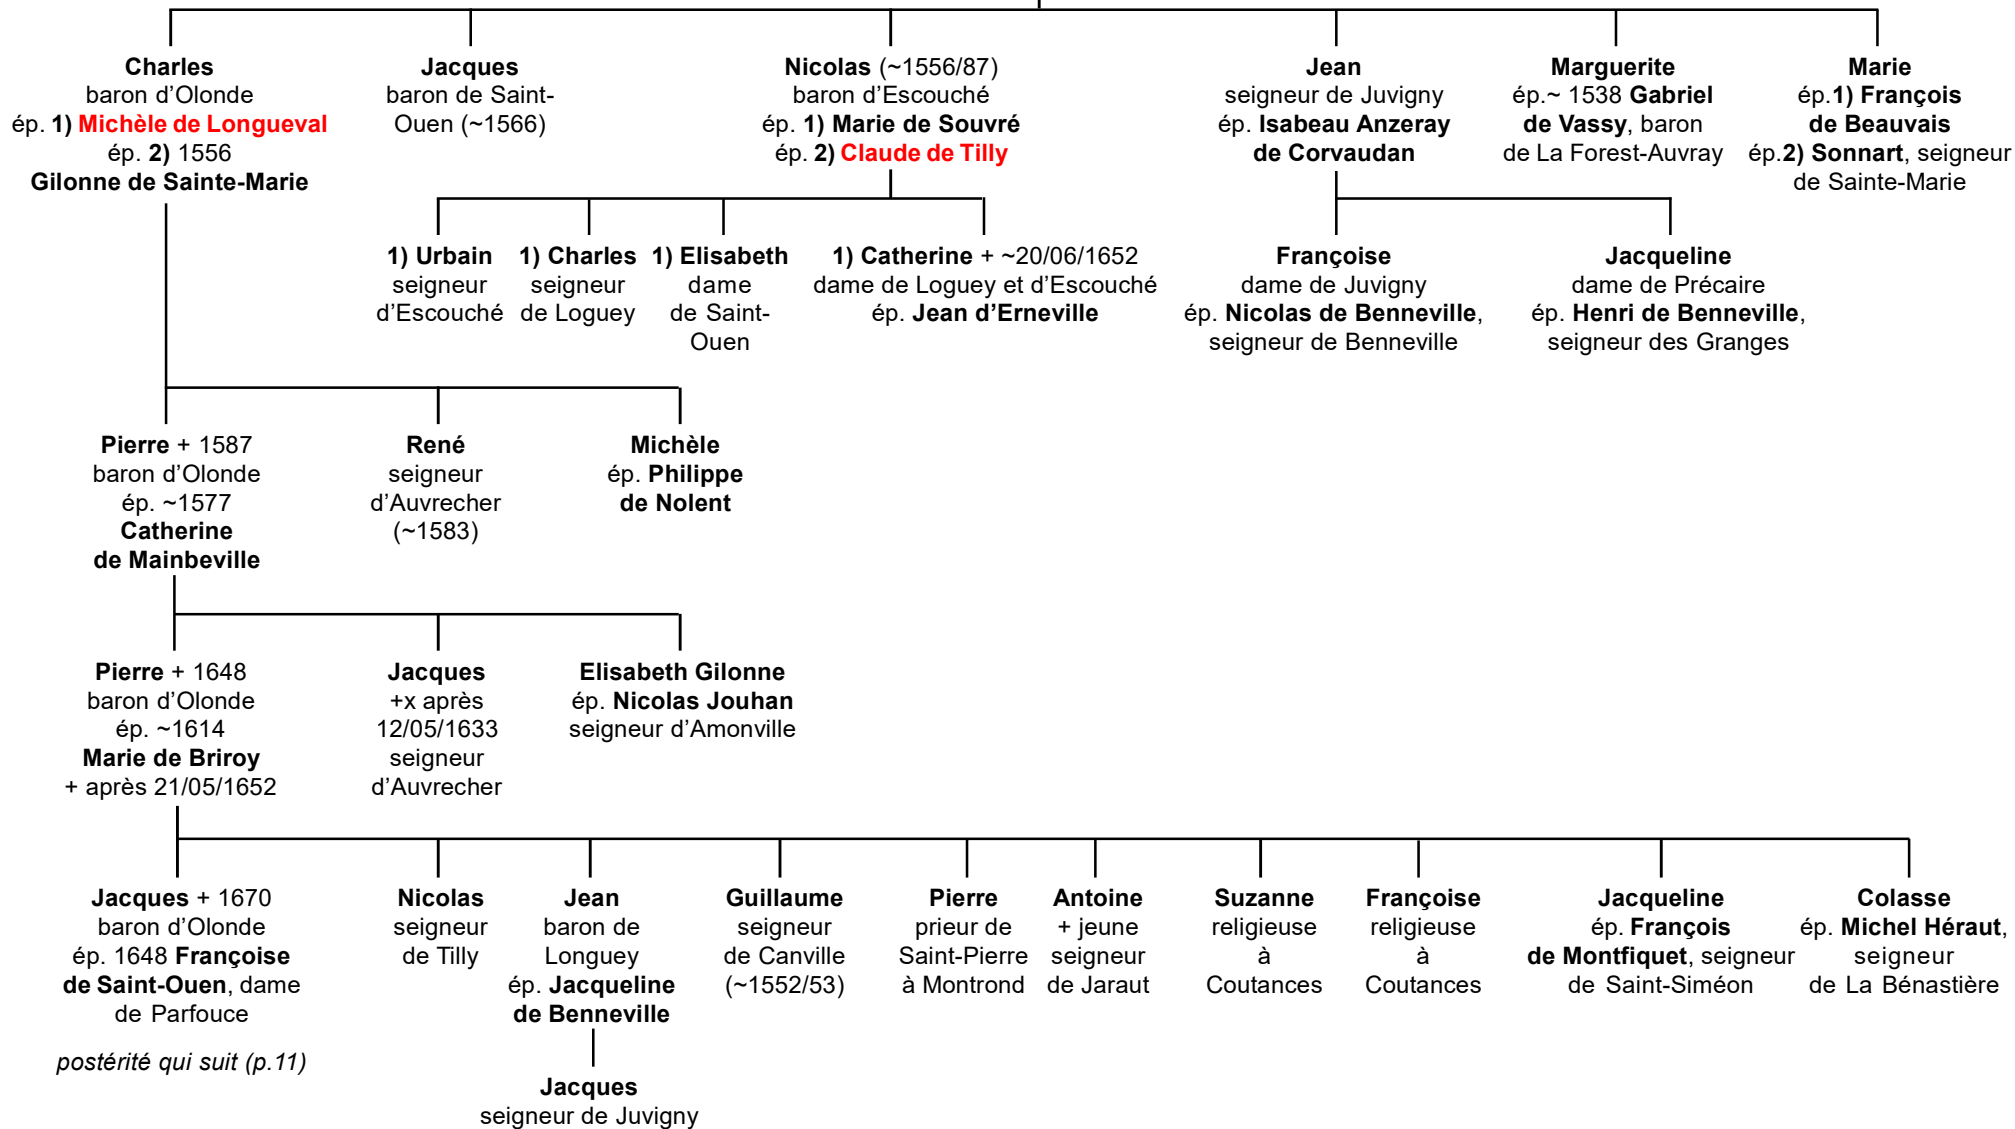 Charles
baron d’Olonde
ép. 1) Michèle de Longueval
ép. 2) 1556
Gilonne de Sainte-Marie
Jacques
baron de Saint-
Ouen (~1566)
Nicolas (~1556/87)
baron d’Escouché
ép. 1) Marie de Souvré
ép. 2) Claude de Tilly
Jean
seigneur de Juvigny
ép. Isabeau Anzeray
de Corvaudan
Marguerite
ép.~ 1538 Gabriel
de Vassy, baron
de La Forest-Auvray
Marie
ép.1) François
de Beauvais
ép.2) Sonnart, seigneur
de Sainte-Marie
1) Urbain
seigneur
d’Escouché
1) Charles
seigneur
de Loguey
1) Elisabeth
dame
de Saint-
Ouen
1) Catherine + ~20/06/1652
dame de Loguey et d’Escouché
ép. Jean d’Erneville
Françoise
dame de Juvigny
ép. Nicolas de Benneville,
seigneur de Benneville
Jacqueline
dame de Précaire
ép. Henri de Benneville,
seigneur des Granges
Pierre + 1587
baron d’Olonde
ép. ~1577
Catherine
de Mainbeville
René
seigneur
d’Auvrecher
(~1583)
Michèle
ép. Philippe
de Nolent
Pierre + 1648
baron d’Olonde
ép. ~1614
Marie de Briroy
+ après 21/05/1652
Jacques
+x après
12/05/1633
seigneur
d’Auvrecher
Elisabeth Gilonne
ép. Nicolas Jouhan
seigneur d’Amonville
Jacques + 1670
baron d’Olonde
ép. 1648 Françoise
de Saint-Ouen, dame
de Parfouce
postérité qui suit (p.11)
Nicolas
seigneur
de Tilly
Jean
baron de
Longuey
ép. Jacqueline
de Benneville
Jacques
seigneur de Juvigny
Guillaume
seigneur
de Canville
(~1552/53)
Pierre
prieur de
Saint-Pierre
à Montrond
Antoine
+ jeune
seigneur
de Jaraut
Suzanne
religieuse
à
Coutances
Françoise
religieuse
à
Coutances
Jacqueline
ép. François
de Montfiquet, seigneur
de Saint-Siméon
Colasse
ép. Michel Héraut,
seigneur
de La Bénastière